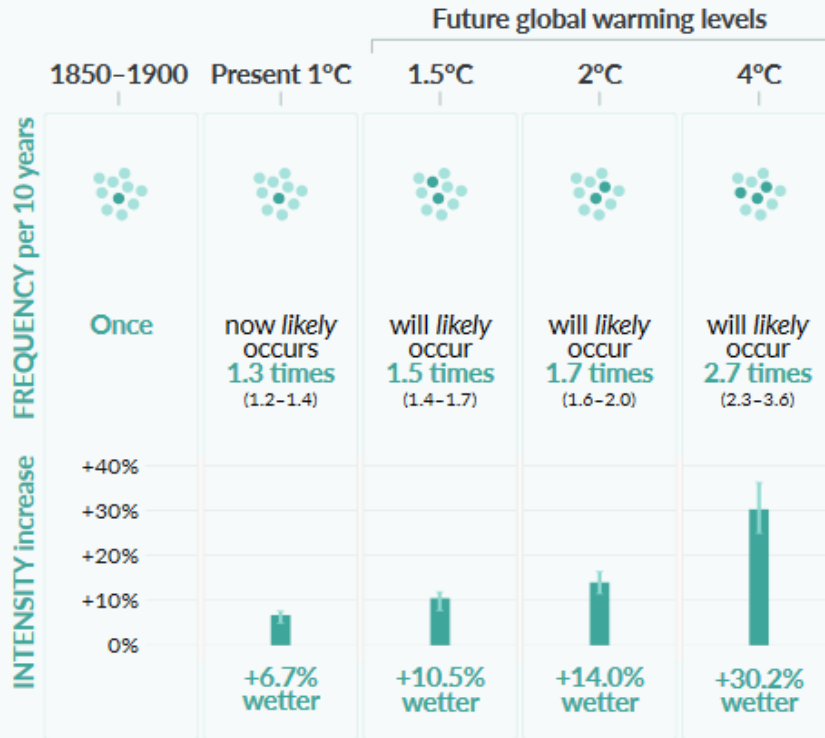 Future global warming levels
1850–1900
Present 1°C
1.5°C
2°C
4°C
FREQUENCY per 10 years
Once
now likely
occurs
1.3 times
(1.2–1.4)
will likely
occur
1.5 times
(1.4–1.7)
will likely
occur
1.7 times
(1.6–2.0)
will likely
occur
2.7 times
(2.3–3.6)
INTENSITY increase
+40%
+30%
+20%
+10%
0%
+6.7%
wetter
+10.5%
wetter
+14.0%
wetter
+30.2%
wetter